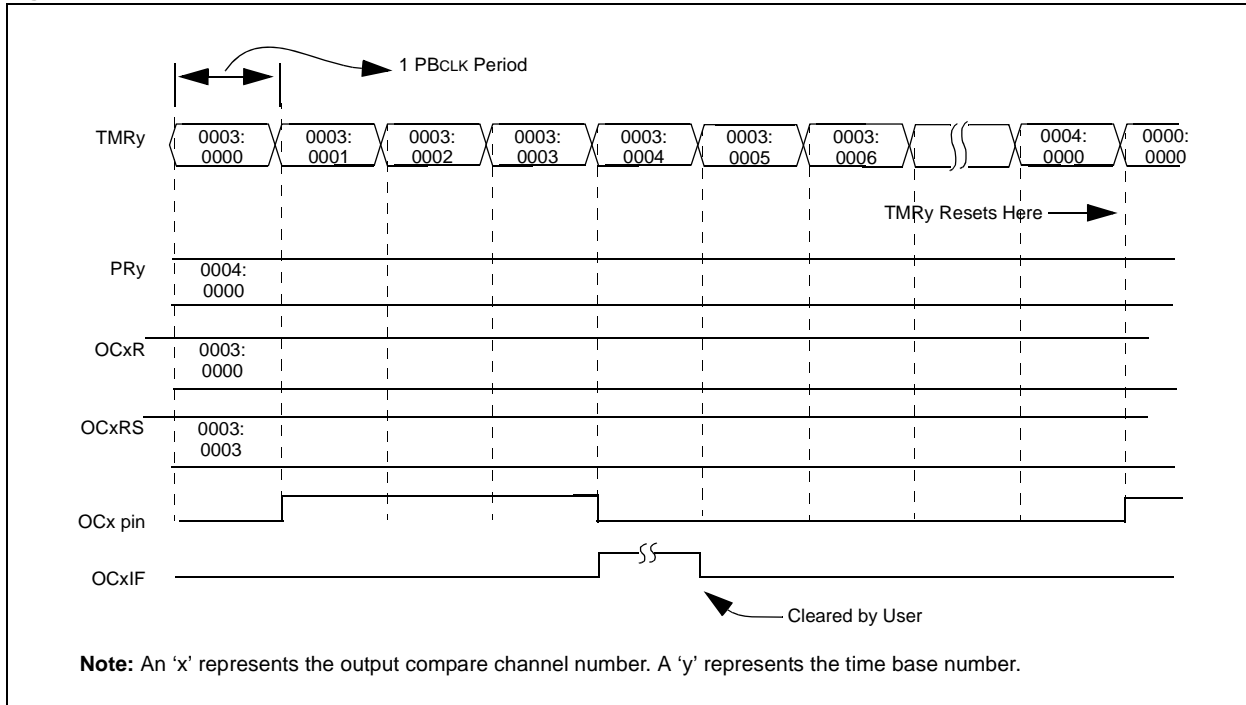 1 PBCLK Period
TMRy
0003:
0000
0003:
0001
0003:
0002
0003:
0003
0003:
0004
0003:
0005
0003:
0006
0004:
0000
0000:
0000
TMRy Resets Here
PRy
0004:
0000
OCxR
0003:
0000
OCxRS
0003:
0003
OCx pin
OCxIF
Cleared by User
Note: An ‘x’ represents the output compare channel number. A ‘y’ represents the time base number.